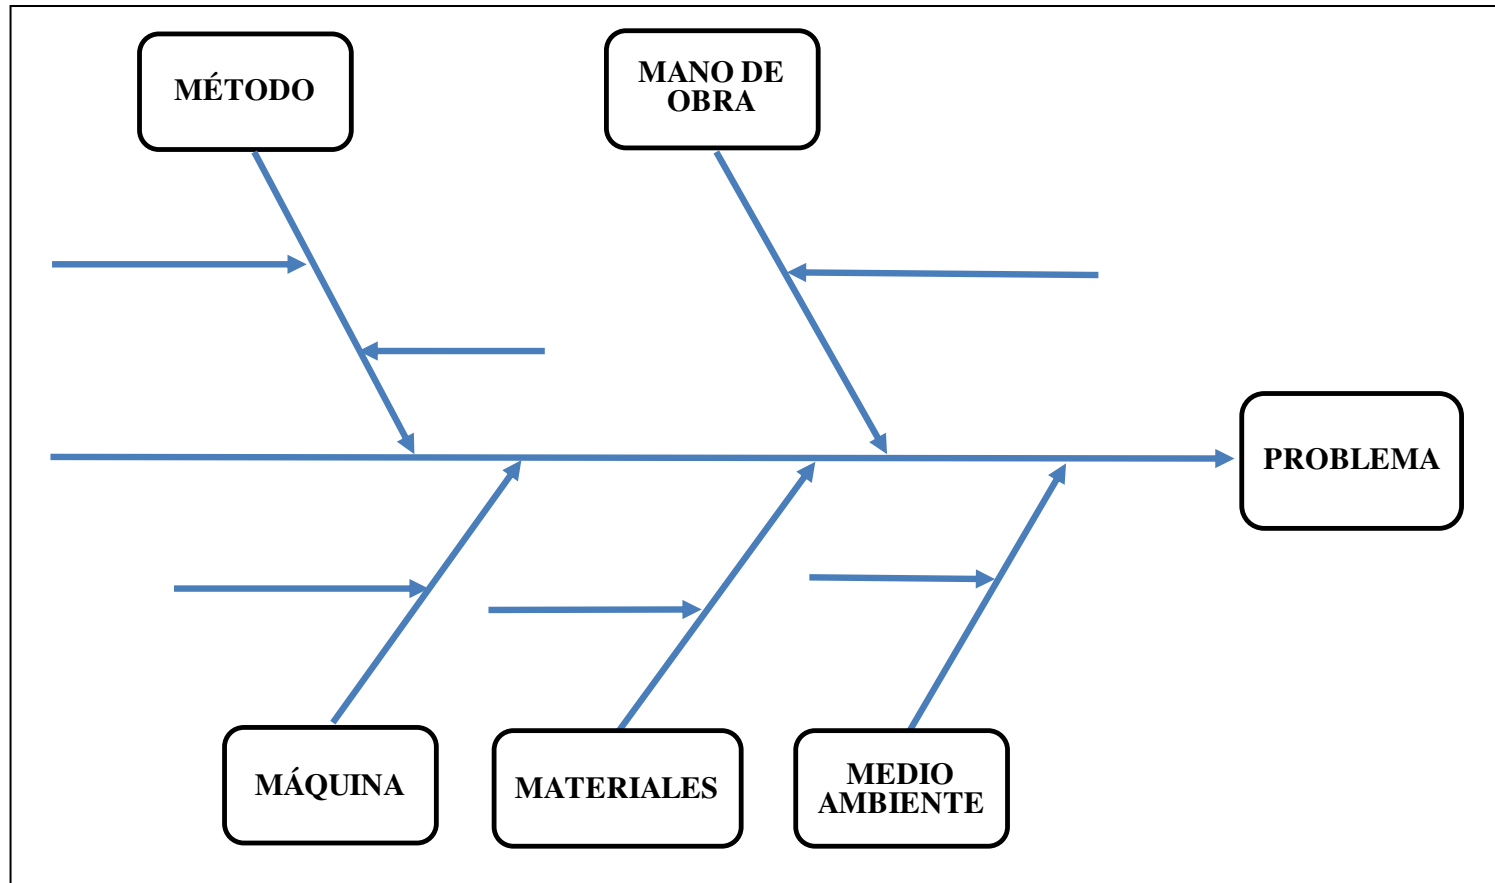 MÉTODO
MANO DE
OBRA
PROBLEMA
MÁQUINA
MATERIALES
MEDIO
AMBIENTE